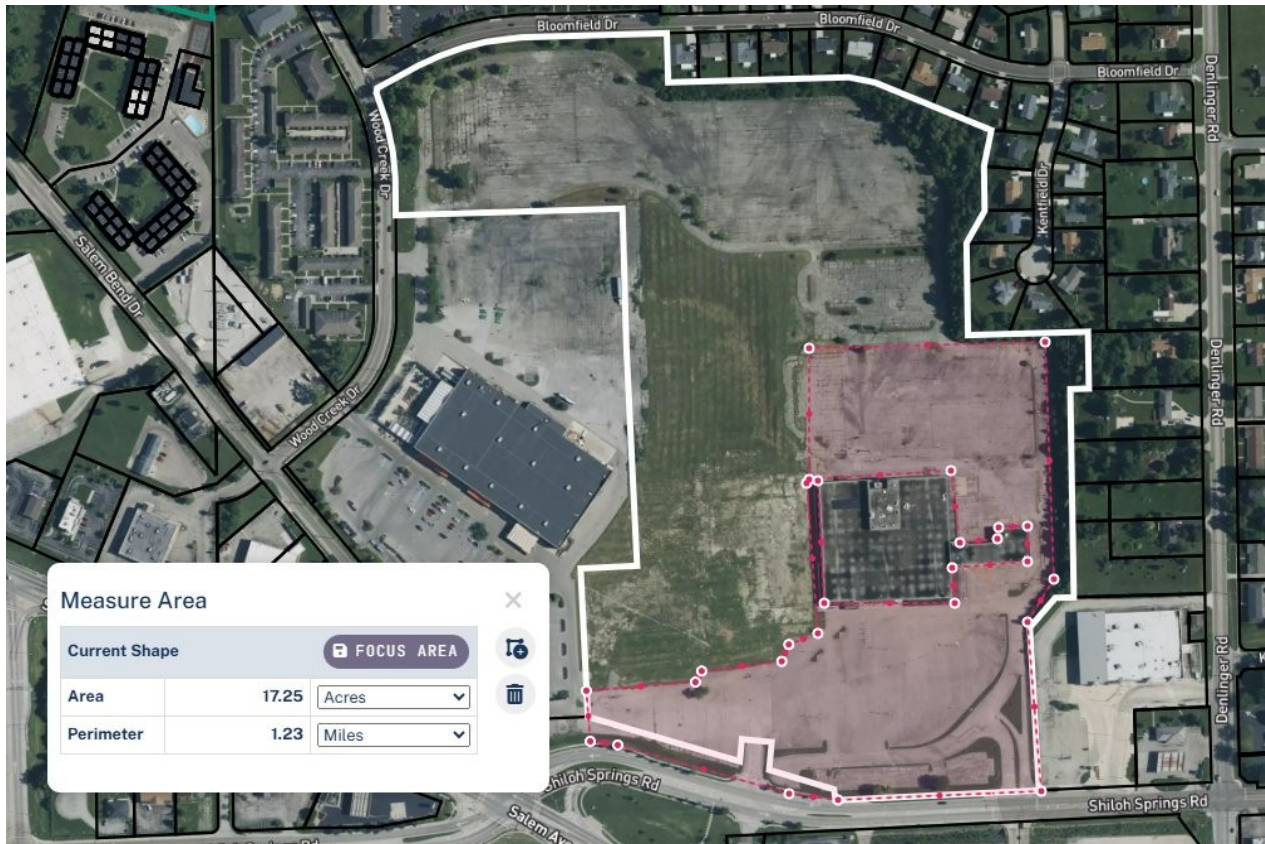 Bloomfield Dr
Bloomfield Dr
Bloomfield Dr
Denlinger Rd
Wood Creek Dr
Kentfield Dr
Salem Bend Dr
Denlinger Rd
Wood Creek Dr
Measure Area
Current Shape
FOCUS AREA
Area 17.25 Acres
Perimeter 1.23 Miles
Denlinger Rd
Shiloh Springs Rd
Shiloh Springs Rd
Salem Ave